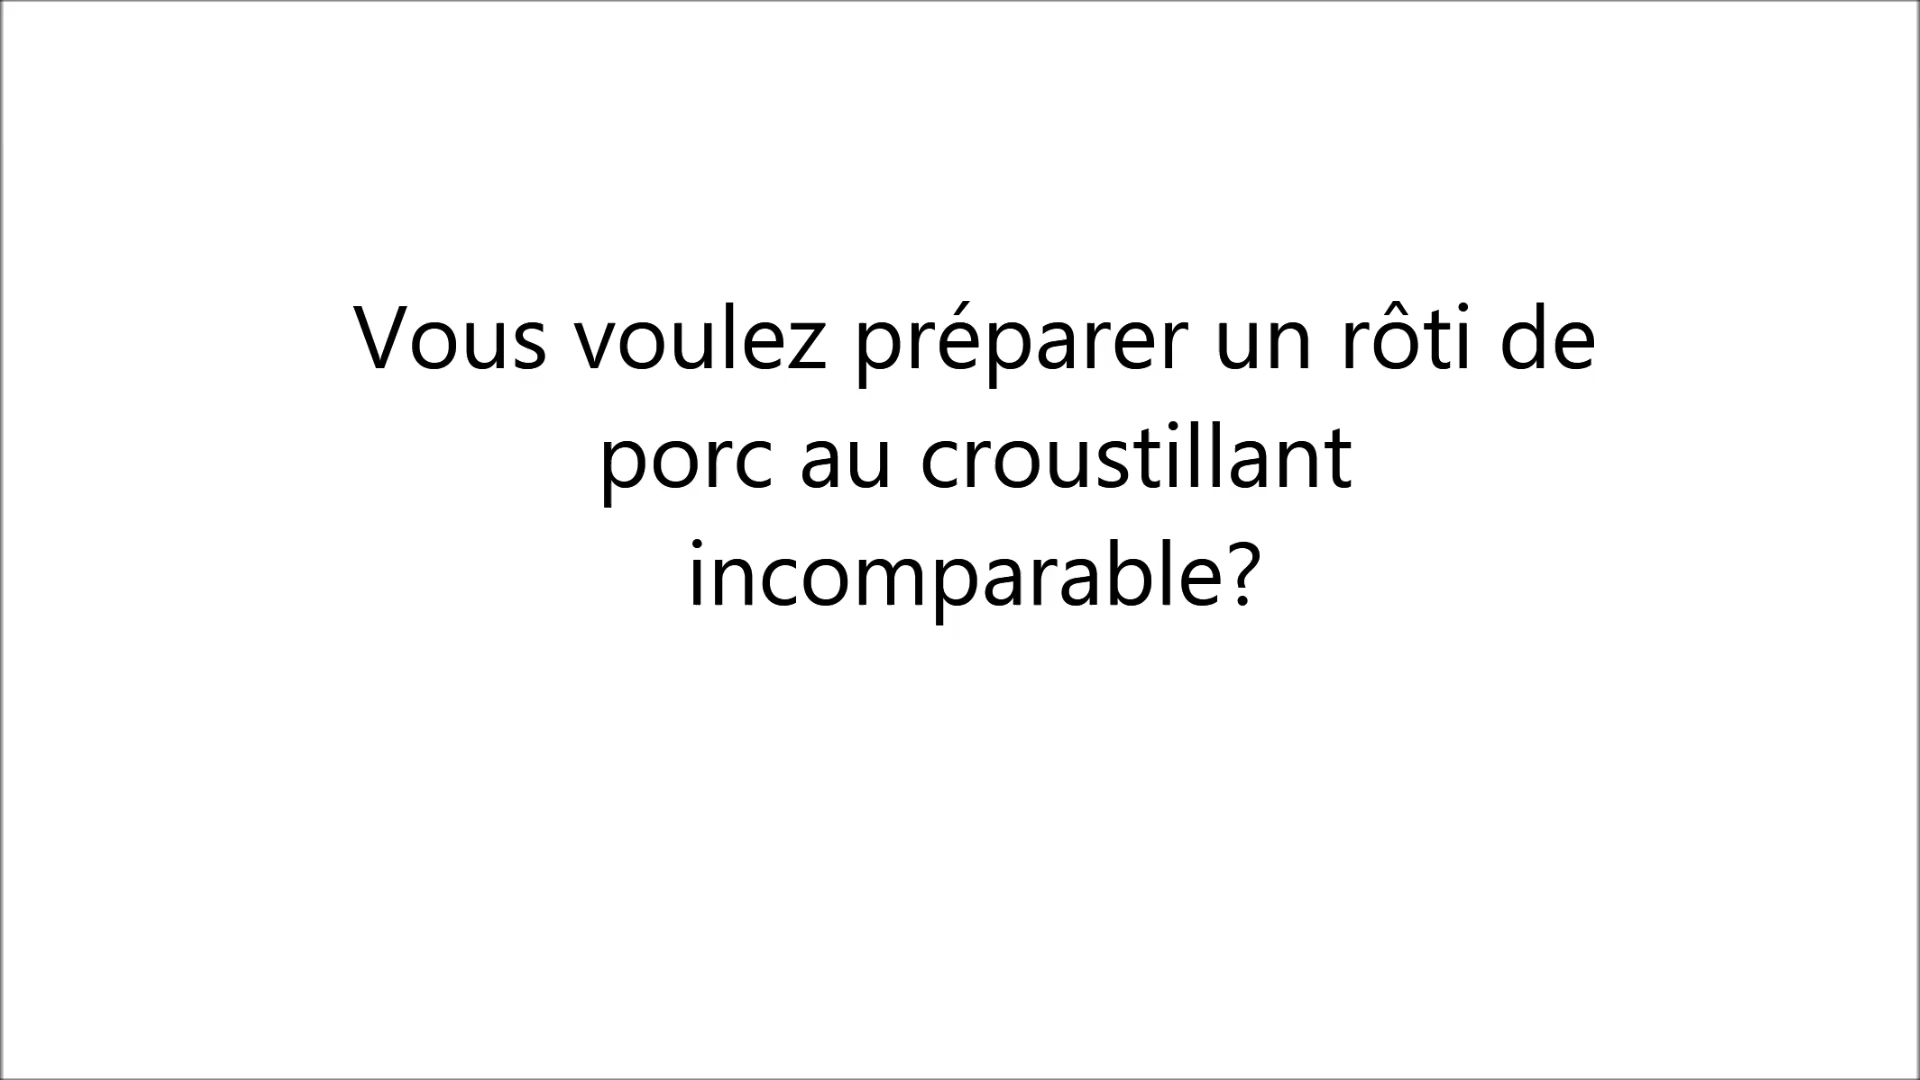 Vous voulez préparer un rôti de
porc au croustillant
incomparable?